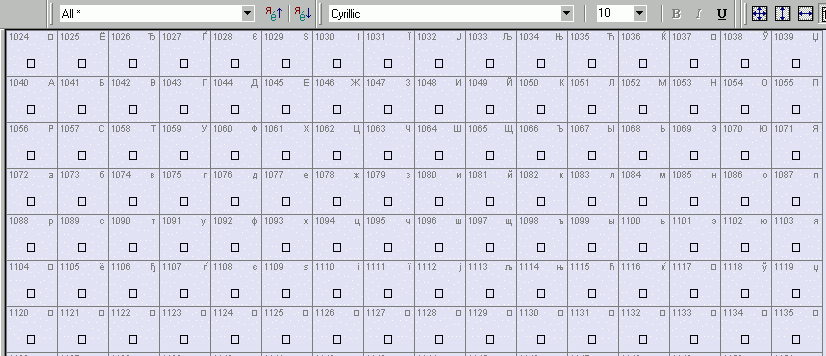 All * Cyrillic 10 B I U
1024 □ 1025 Ё 1026 Ђ 1027 Ѓ 1028 Є 1029 Ѕ 1030 І 1031 Ї 1032 Ј 1033 Љ 1034 Њ 1035 Ћ 1036 Ќ 1037 □ 1038 Ў 1039 Џ
1040 А 1041 Б 1042 В 1043 Г 1044 Д 1045 Е 1046 Ж 1047 З 1048 И 1049 Й 1050 К 1051 Л 1052 М 1053 Н 1054 О 1055 П
1056 Р 1057 С 1058 Т 1059 У 1060 Ф 1061 Х 1062 Ц 1063 Ч 1064 Ш 1065 Щ 1066 Ъ 1067 Ы 1068 Ь 1069 Э 1070 Ю 1071 Я
1072 а 1073 б 1074 в 1075 г 1076 д 1077 е 1078 ж 1079 з 1080 и 1081 й 1082 к 1083 л 1084 м 1085 н 1086 о 1087 п
1088 р 1089 с 1090 т 1091 у 1092 ф 1093 х 1094 ц 1095 ч 1096 ш 1097 щ 1098 ъ 1099 ы 1100 ь 1101 э 1102 ю 1103 я
1104 □ 1105 ё 1106 ђ 1107 ѓ 1108 є 1109 ѕ 1110 і 1111 ї 1112 ј 1113 љ 1114 њ 1115 ћ 1116 ќ 1117 □ 1118 ў 1119 џ
1120 □ 1121 □ 1122 □ 1123 □ 1124 □ 1125 □ 1126 □ 1127 □ 1128 □ 1129 □ 1130 □ 1131 □ 1132 □ 1133 □ 1134 □ 1135 □